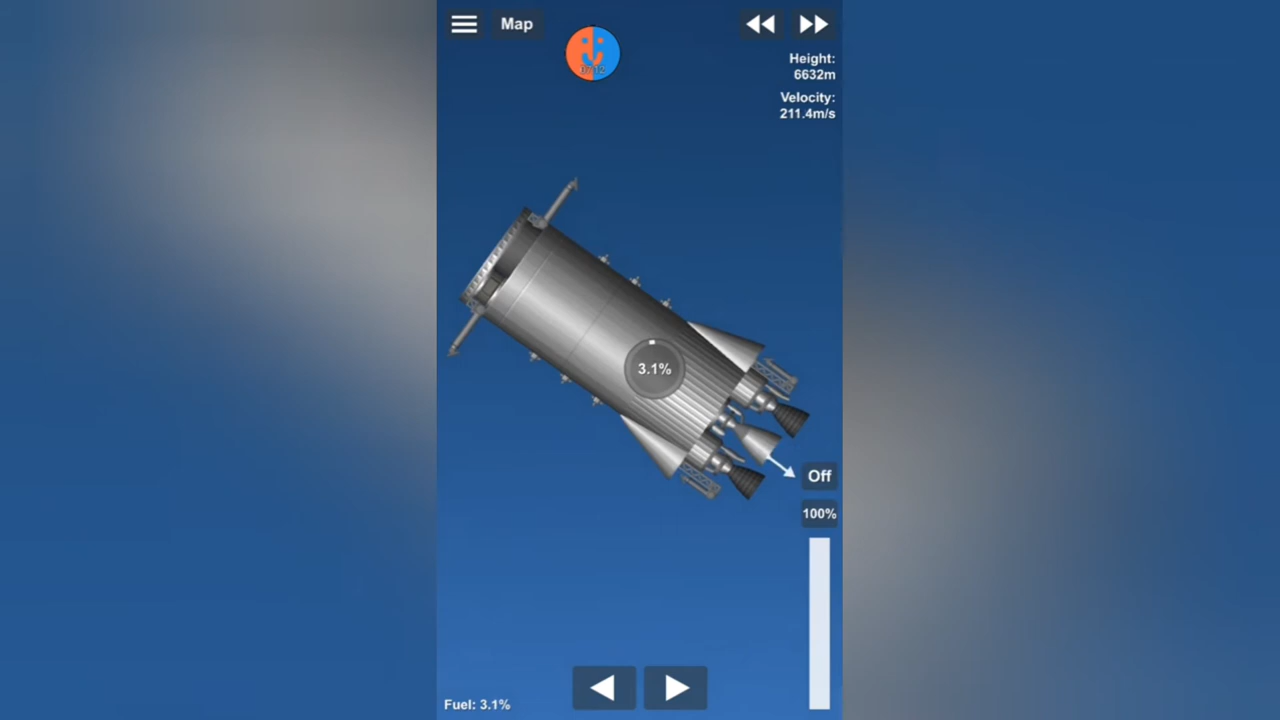 Map
Height:
6632m
Velocity:
211.4m/s
3.1%
Off
100%
Fuel: 3.1%